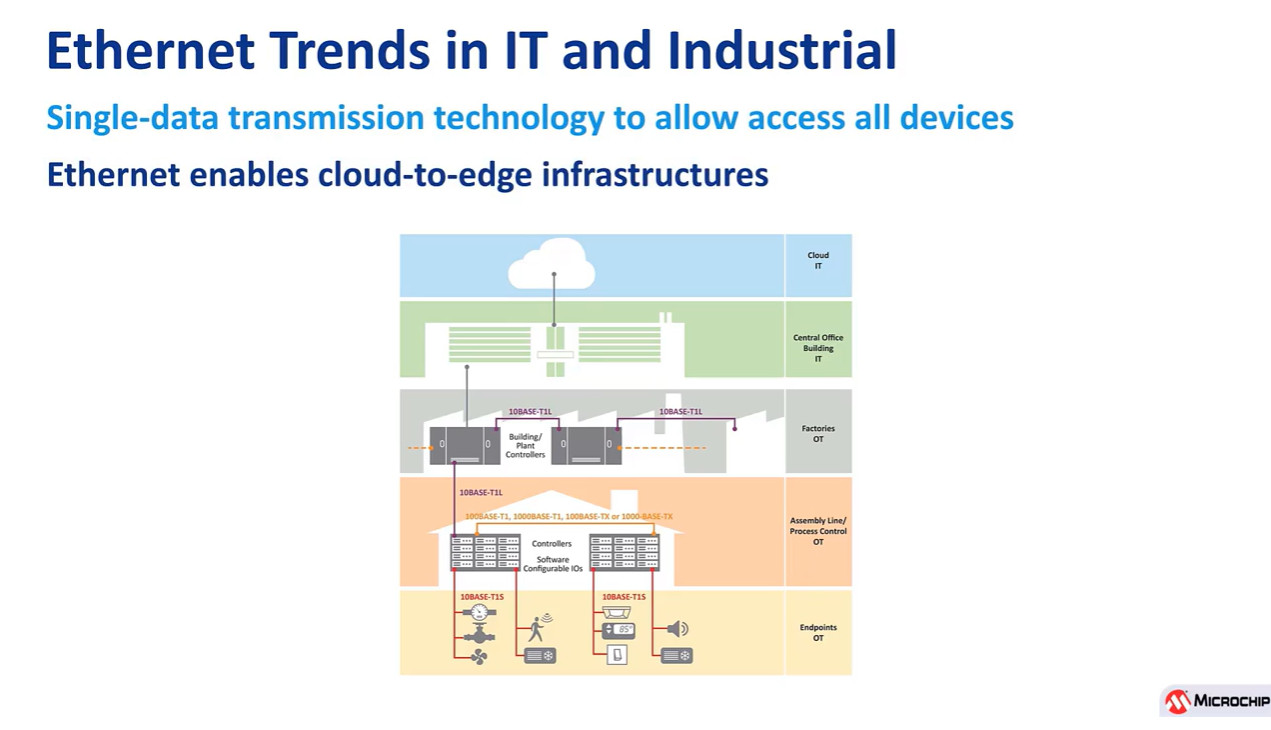 Ethernet Trends in IT and Industrial
Single-data transmission technology to allow access all devices
Ethernet enables cloud-to-edge infrastructures
Cloud
IT
Central Office
Building
IT
10BASE-T1L
10BASE-T1L
Building/
Plant
Controllers
Factories
OT
10BASE-T1L
100BASE-T1, 1000BASE-T1, 100BASE-TX or 1000-BASE-TX
Controllers
Software
Configurable IOs
Assembly Line/
Process Control
OT
10BASE-T1S
10BASE-T1S
85°
Endpoints
OT
MICROCHIP